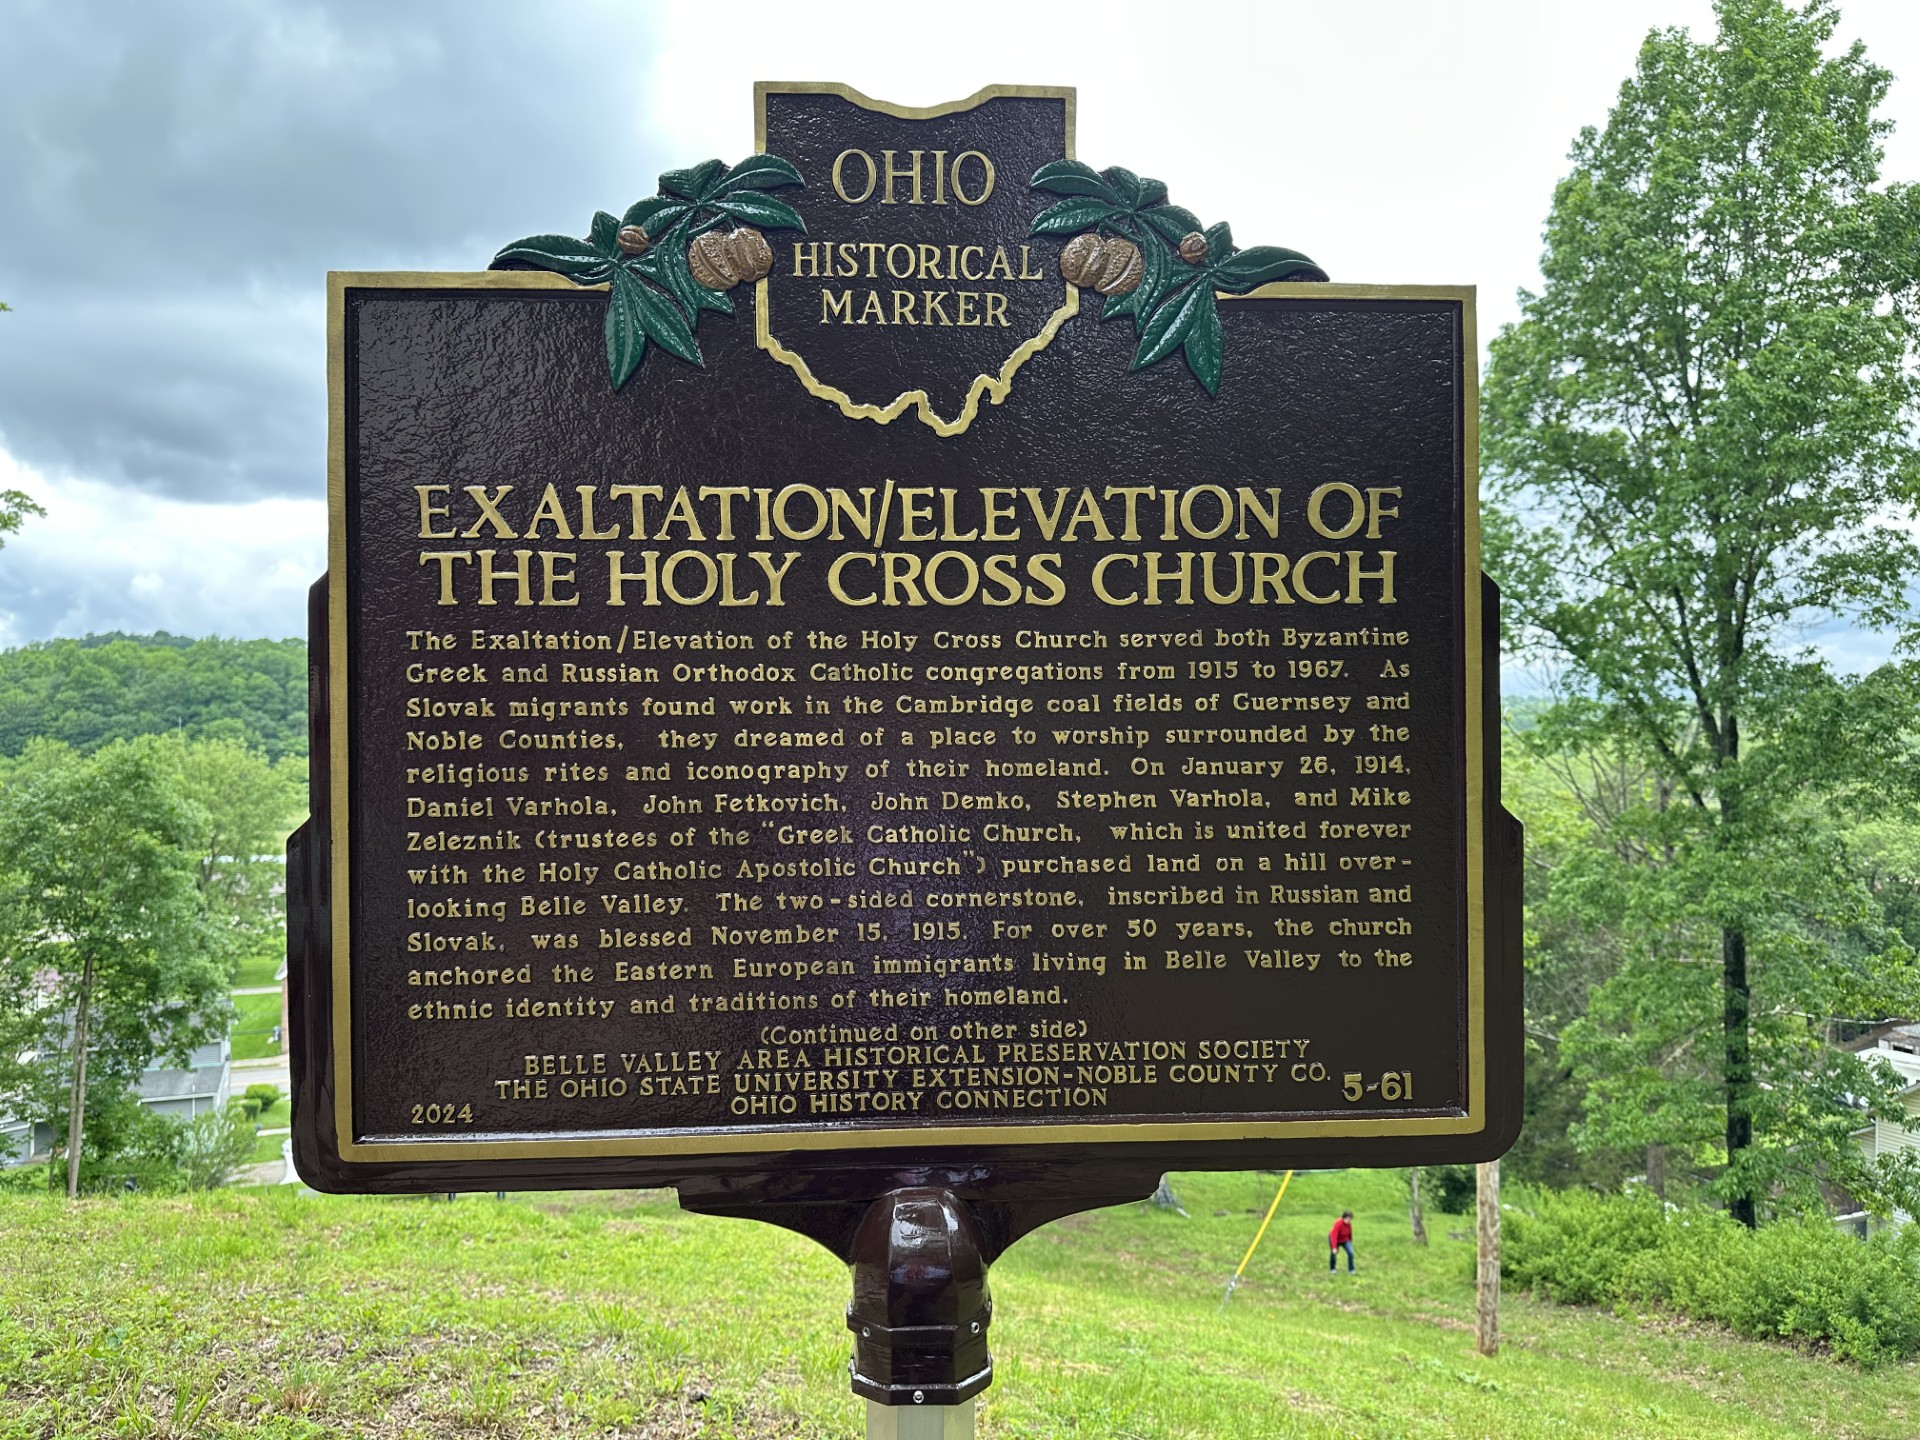 OHIO
HISTORICAL
MARKER
EXALTATION/ELEVATION OF
THE HOLY CROSS CHURCH
The Exaltation/Elevation of the Holy Cross Church served both Byzantine
Greek and Russian Orthodox Catholic congregations from 1915 to 1967. As
Slovak migrants found work in the Cambridge coal fields of Guernsey and
Noble Counties, they dreamed of a place to worship surrounded by the
religious rites and iconography of their homeland. On January 26, 1914,
Daniel Varhola, John Fetkovich, John Demko, Stephen Varhola, and Mike
Zeleznik (trustees of the "Greek Catholic Church, which is united forever
with the Holy Catholic Apostolic Church") purchased land on a hill over-
looking Belle Valley. The two-sided cornerstone, inscribed in Russian and
Slovak, was blessed November 15, 1915. For over 50 years, the church
anchored the Eastern European immigrants living in Belle Valley to the
ethnic identity and traditions of their homeland.
(Continued on other side)
BELLE VALLEY AREA HISTORICAL PRESERVATION SOCIETY
THE OHIO STATE UNIVERSITY EXTENSION-NOBLE COUNTY CO.
OHIO HISTORY CONNECTION
2024
5-61